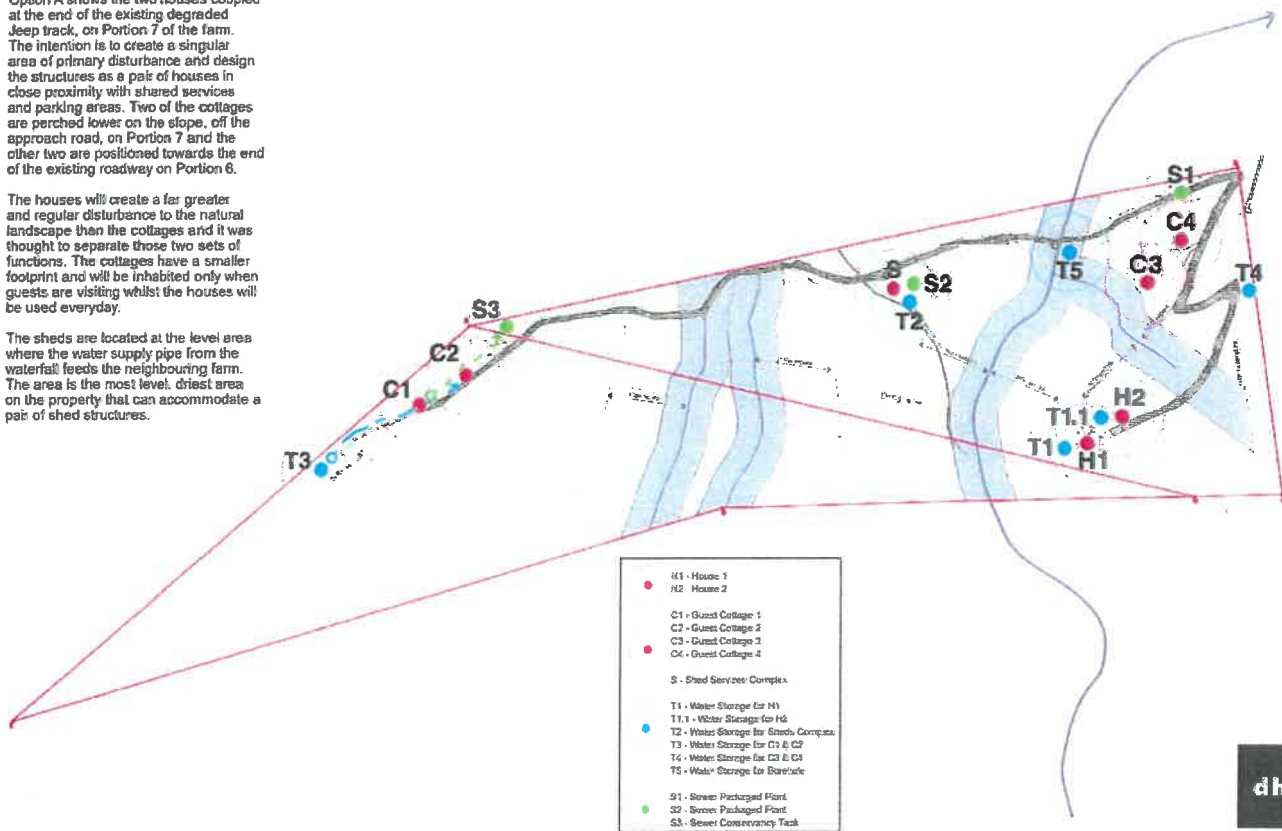 Option A shows the two houses coupled
at the end of the existing degraded
Jeep track, on Portion 7 of the farm.
The intention is to create a singular
area of primary disturbance and design
the structures as a pair of houses in
close proximity with shared services
and parking areas. Two of the cottages
are perched lower on the slope, off the
approach road, on Portion 7 and the
other two are positioned towards the end
of the existing roadway on Portion 6.
The houses will create a far greater
and regular disturbance to the natural
landscape than the cottages and it was
thought to separate those two sets of
functions. The cottages have a smaller
footprint and will be inhabited only when
guests are visiting whilst the houses will
be used everyday.
The sheds are located at the level area
where the water supply pipe from the
waterfall feeds the neighbouring farm.
The area is the most level, driest area
on the property that can accommodate a
pair of shed structures.
S1
C4
C3
T4
T5
S
S2
T2
S3
C2
C1
T3
H2
T1.1
T1
H1
H1 - House 1
H2 House 2
C1 - Guest Cottage 1
C2 - Guest Cottage 2
C3 - Guest Cottage 3
C4 - Guest Cottage 4
S - Shed Services Complex
T1 - Water Storage for H1
T1.1 - Water Storage for H2
T2 - Water Storage for Sheds Complex
T3 - Water Storage for C1 & C2
T4 - Water Storage for C3 & C4
T5 - Water Storage for Borehole
S1 - Sewer Packaged Plant
S2 - Sewer Packaged Plant
S3 - Sewer Conservancy Tank
dH